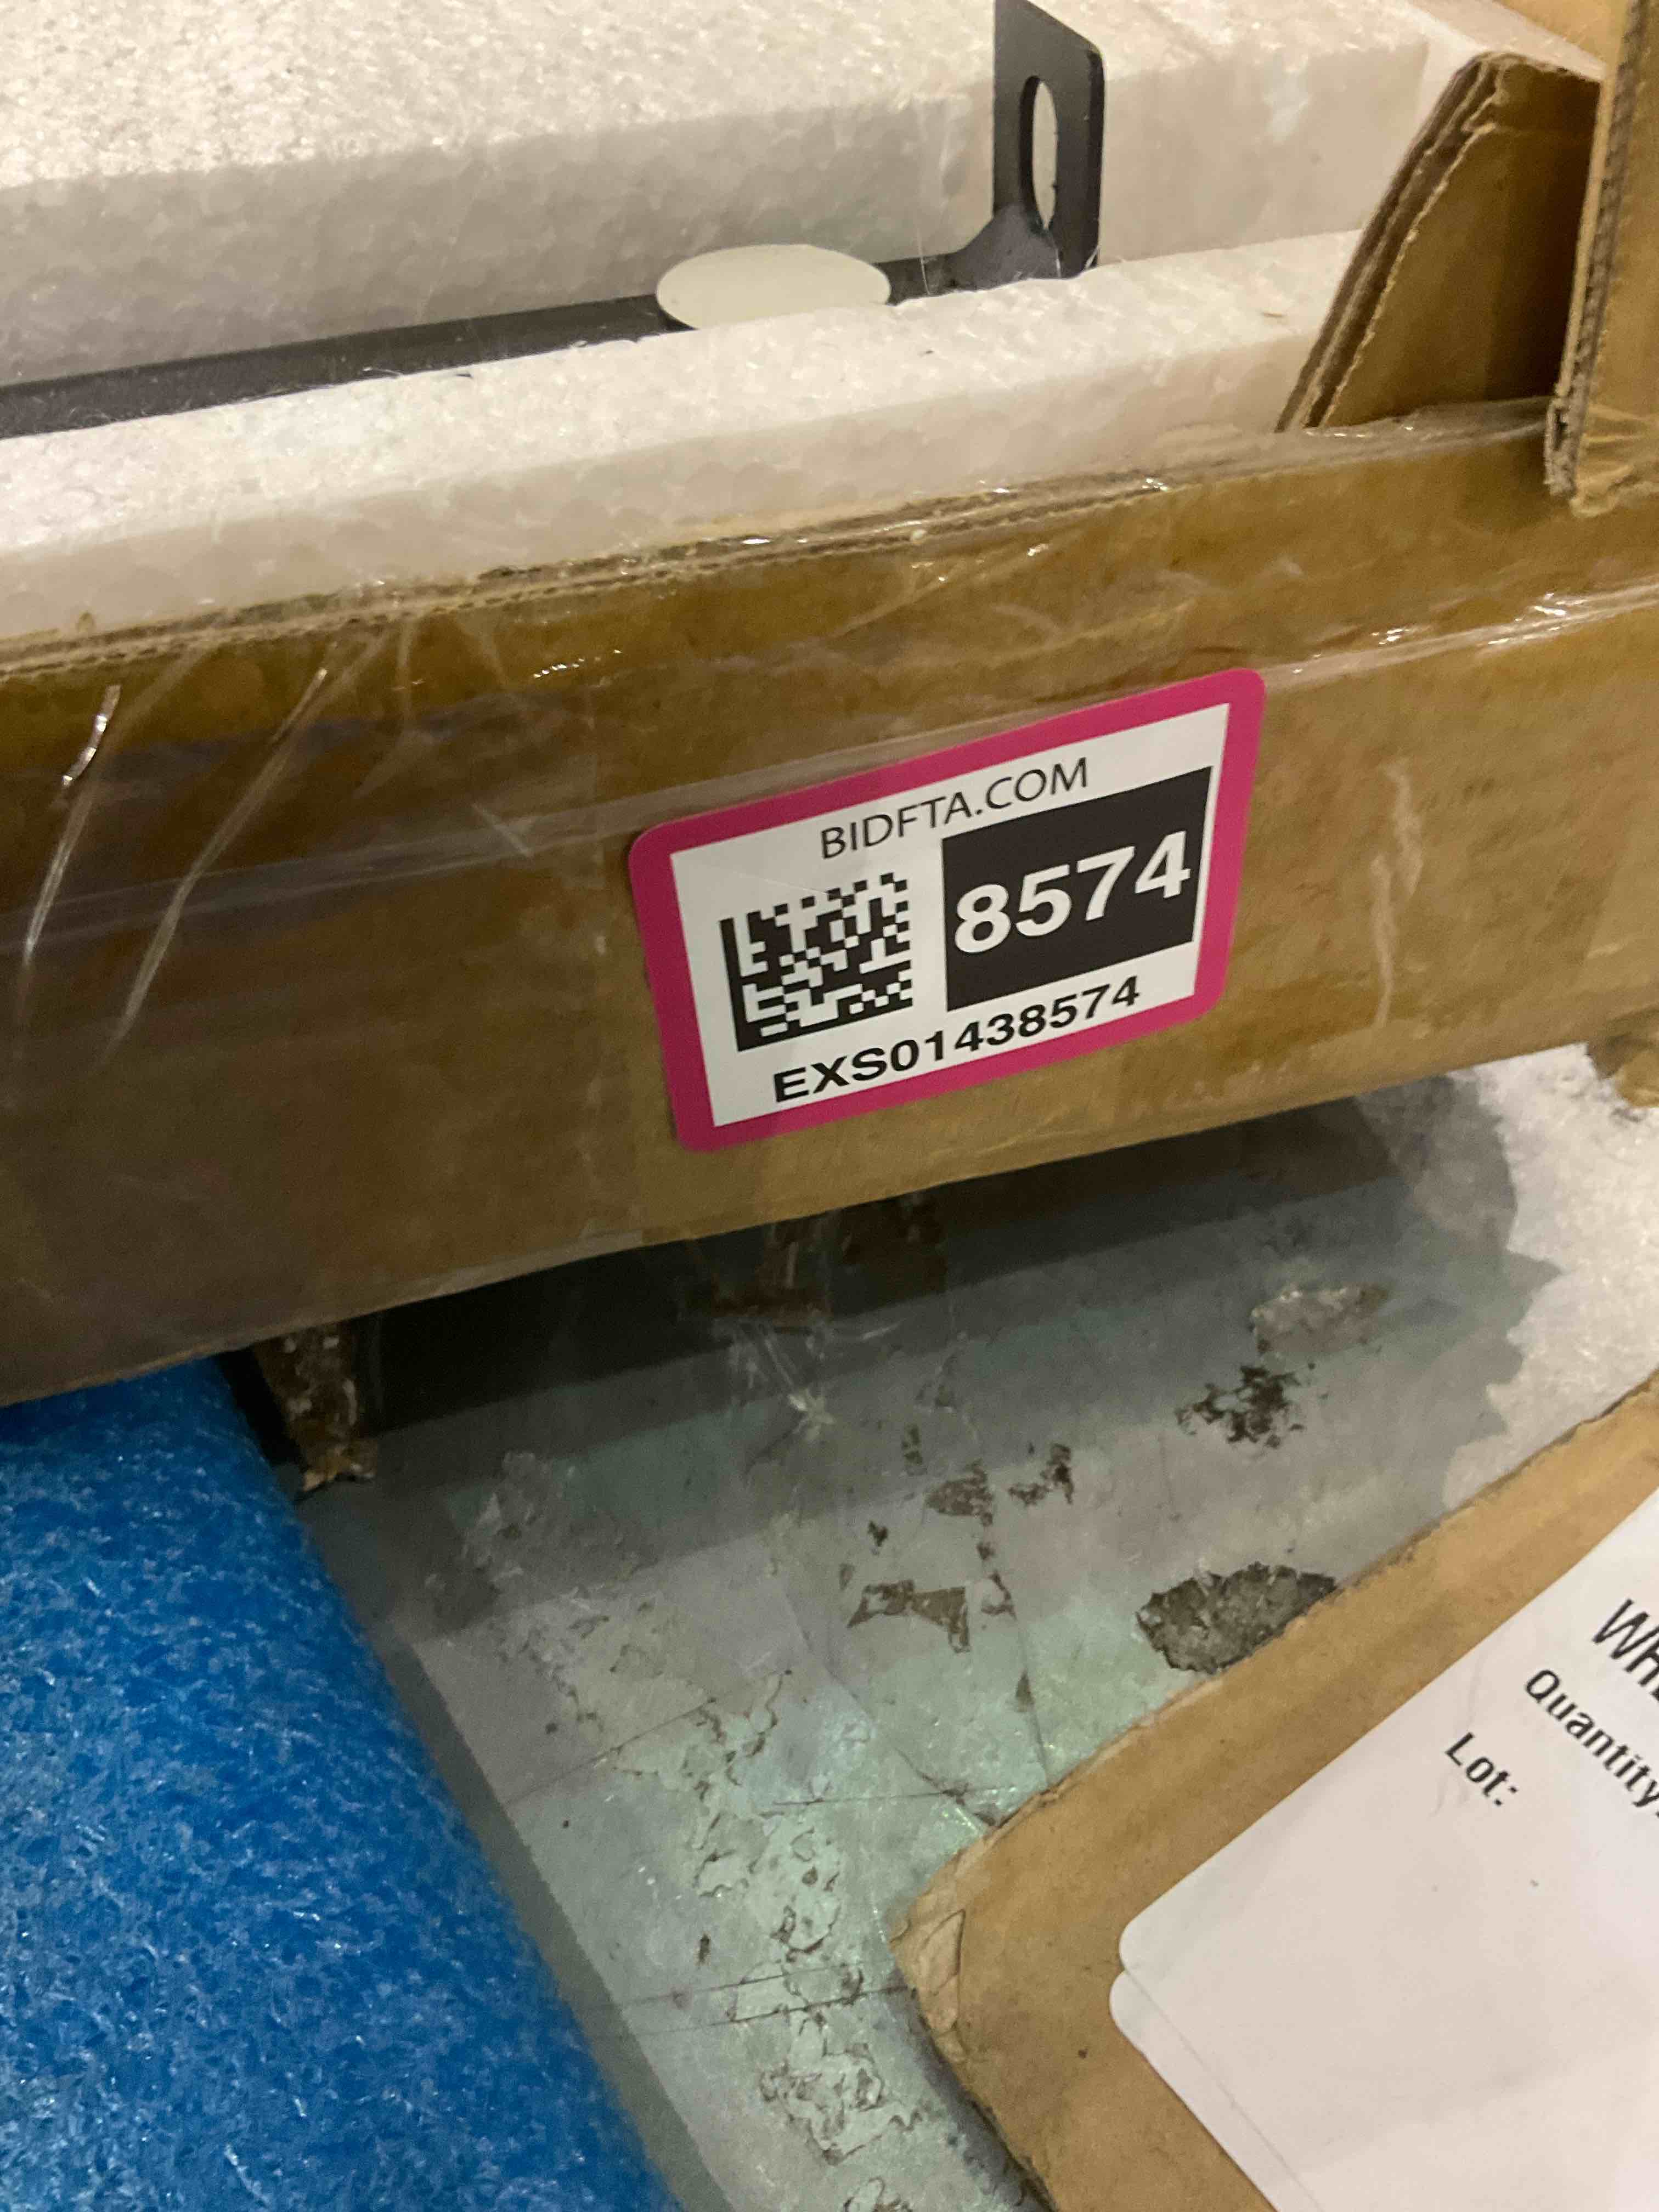 BIDFTA.COM
8574
EXS01438574
Quantity:
Lot: